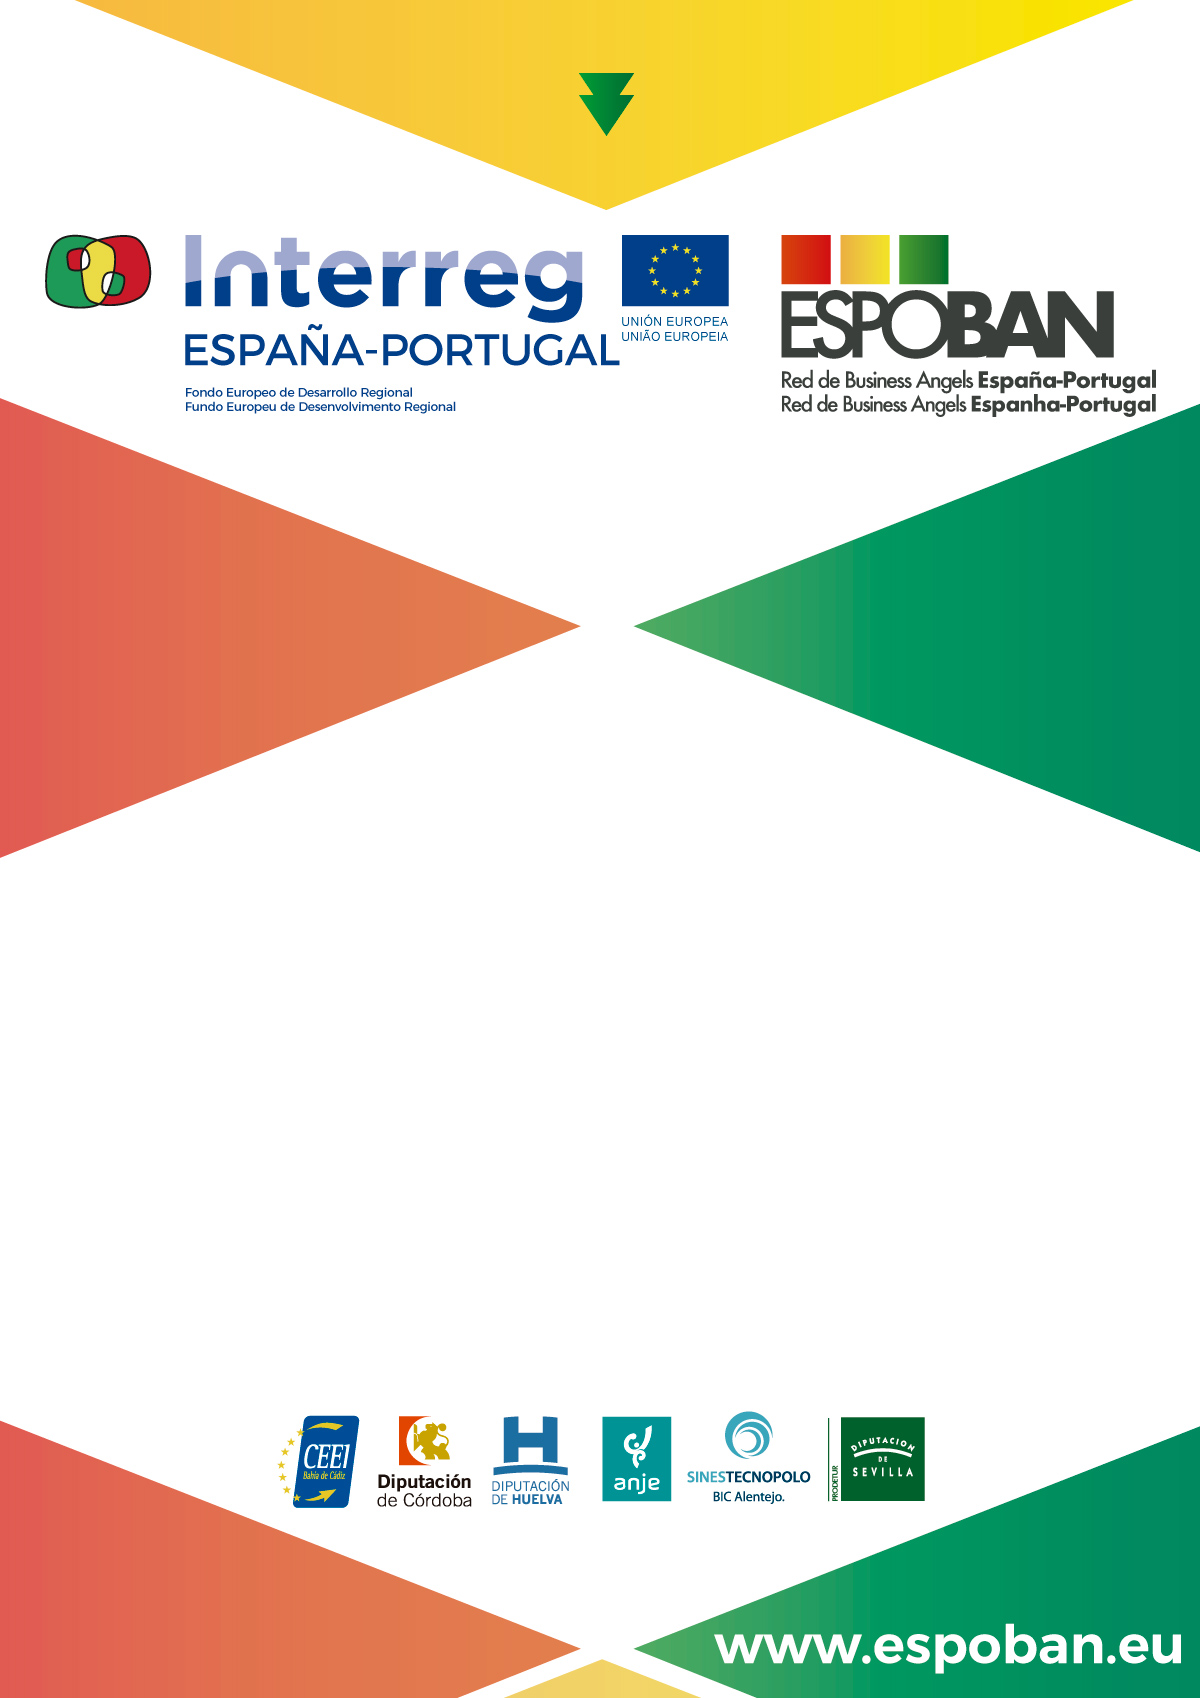 Interreg
ESPAÑA-PORTUGAL
Fondo Europeo de Desarrollo Regional
Fundo Europeu de Desenvolvimento Regional
UNIÓN EUROPEA
UNIÃO EUROPEIA
ESPOBAN
Red de Business Angels España-Portugal
Red de Business Angels Espanha-Portugal
CEEI
Bahía de Cádiz
Diputación
de Córdoba
DIPUTACIÓN
DE HUELVA
anje
SINESTECNOPOLO
BIC Alentejo.
PRODETUR
DIPUTACION
DE
SEVILLA
www.espoban.eu